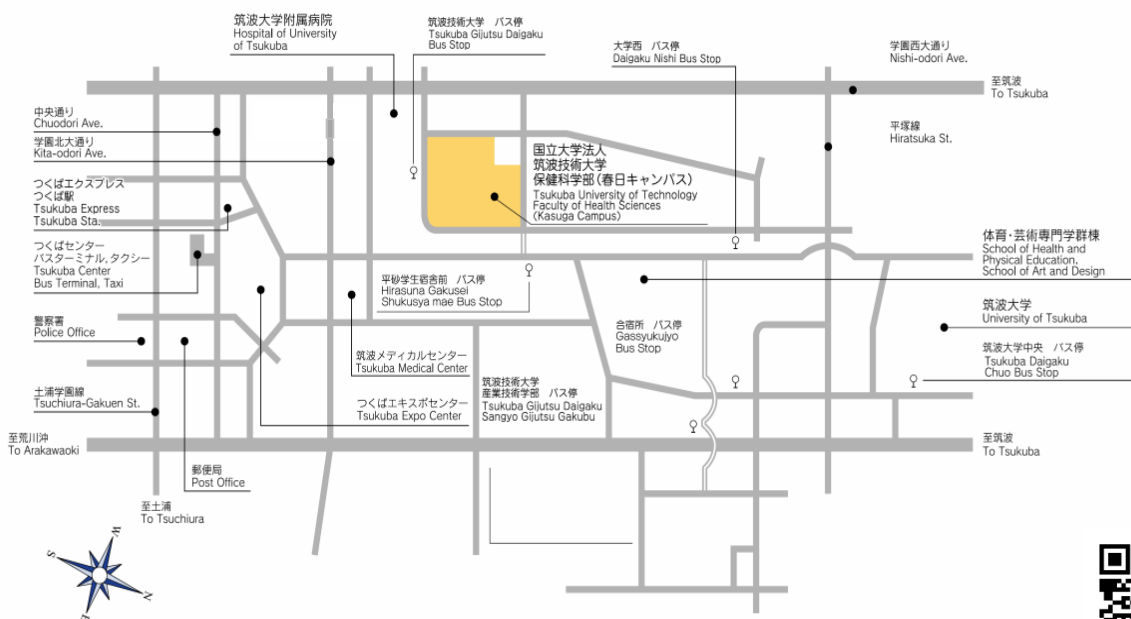 筑波大学附属病院
Hospital of University
of Tsukuba
筑波技術大学　バス停
Tsukuba Gijutsu Daigaku
Bus Stop
大学西　バス停
Daigaku Nishi Bus Stop
学園西大通り
Nishi-odori Ave.
至筑波
To Tsukuba
中央通り
Chuodori Ave.
学園北大通り
Kita-odori Ave.
平塚線
Hiratsuka St.
国立大学法人
筑波技術大学
保健科学部(春日キャンパス)
Tsukuba University of Technology
Faculty of Health Sciences
(Kasuga Campus)
つくばエクスプレス
つくば駅
Tsukuba Express
Tsukuba Sta.
つくばセンター
バスターミナル,タクシー
Tsukuba Center
Bus Terminal, Taxi
体育・芸術専門学群棟
School of Health and
Physical Education.
School of Art and Design
平砂学生宿舎前　バス停
Hirasuna Gakusei
Shukusya mae Bus Stop
筑波大学
University of Tsukuba
警察署
Police Office
合宿所　バス停
Gassyukujyo
Bus Stop
筑波大学中央　バス停
Tsukuba Daigaku
Chuo Bus Stop
筑波メディカルセンター
Tsukuba Medical Center
筑波技術大学
産業技術学部　バス停
Tsukuba Gijutsu Daigaku
Sangyo Gijutsu Gakubu
土浦学園線
Tsuchiura-Gakuen St.
つくばエキスポセンター
Tsukuba Expo Center
至荒川沖
To Arakawaoki
至筑波
To Tsukuba
郵便局
Post Office
至土浦
To Tsuchiura
W
S
N
E